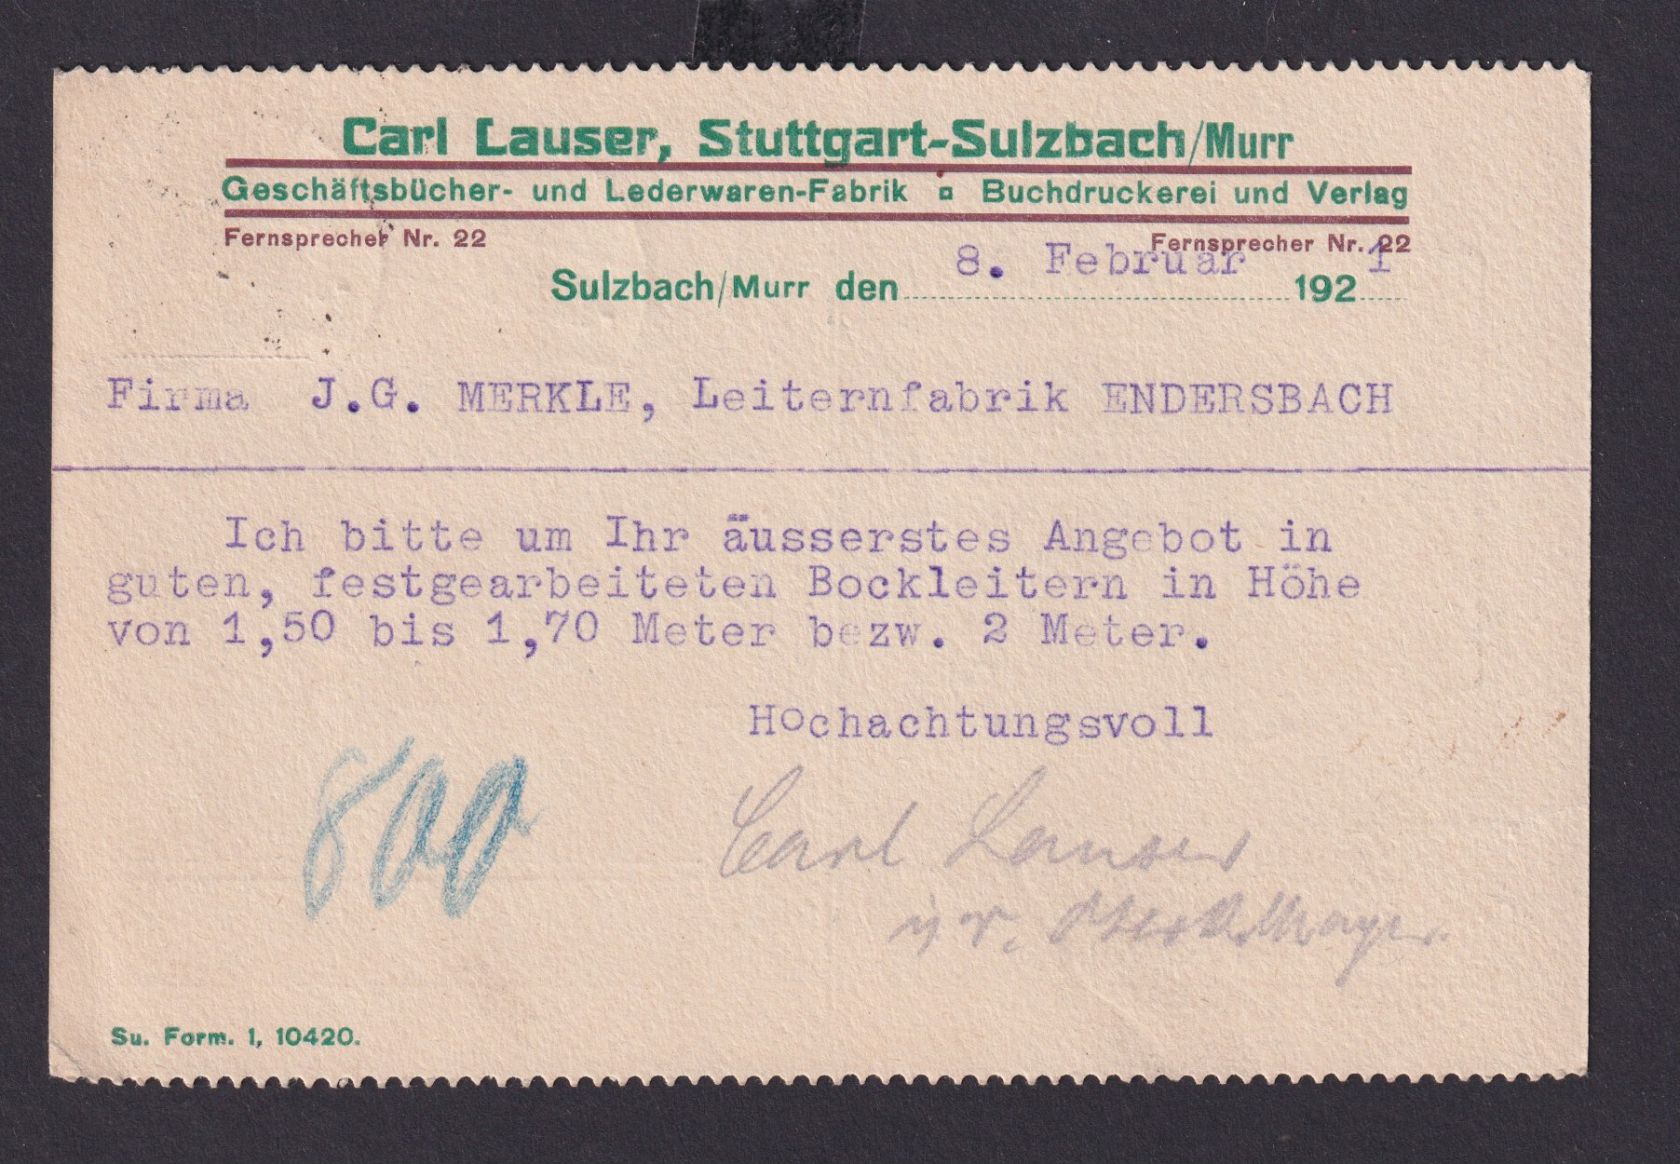 Carl Lauser, Stuttgart-Sulzbach/Murr
Geschäftsbücher- und Lederwaren-Fabrik ¤ Buchdruckerei und Verlag
Fernsprecher Nr. 22 Fernsprecher Nr. 22
Sulzbach/Murr den 8. Februar 1921
Firma J.G. MERKLE, Leiternfabrik ENDERSBACH
Ich bitte um Ihr äusserstes Angebot in
guten, festgearbeiteten Bockleitern in Höhe
von 1,50 bis 1,70 Meter bezw. 2 Meter.
Hochachtungsvoll
800
Carl Lauser
Su. Form. 1, 10420.